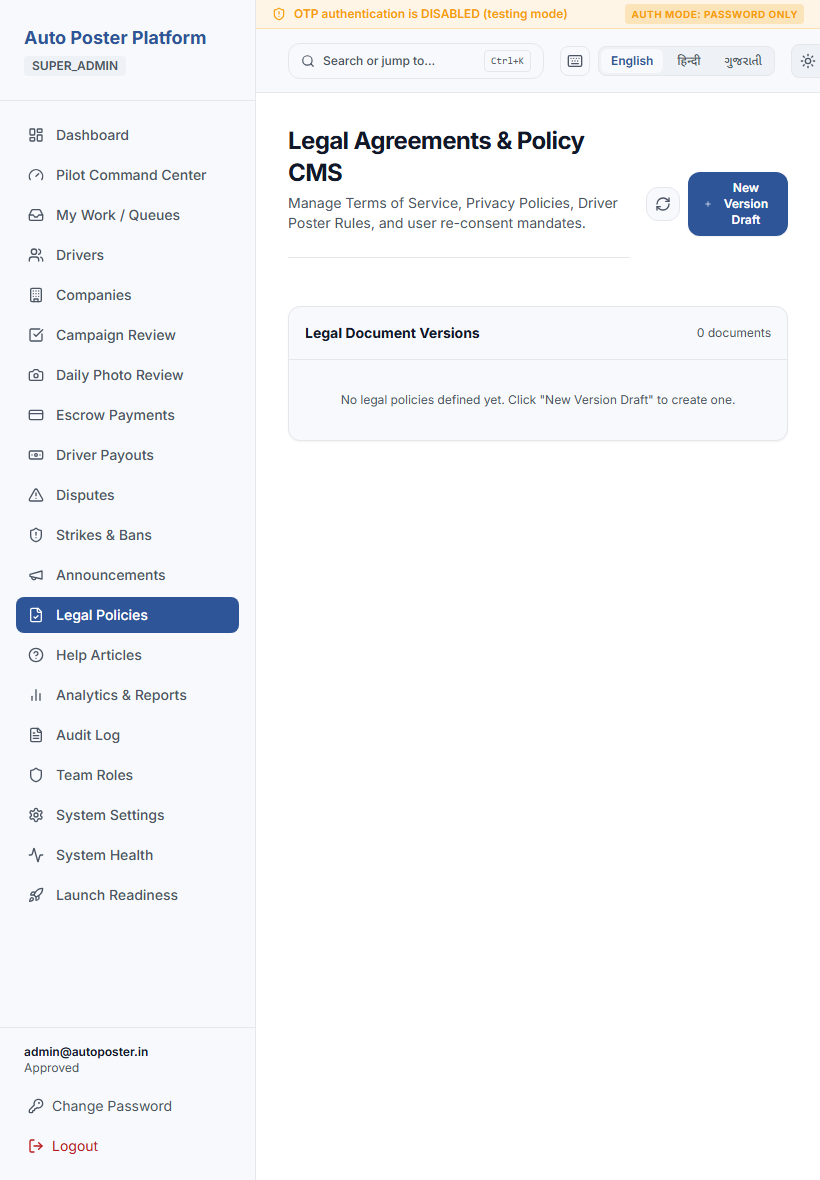 Auto Poster Platform
SUPER_ADMIN
Dashboard
Pilot Command Center
My Work / Queues
Drivers
Companies
Campaign Review
Daily Photo Review
Escrow Payments
Driver Payouts
Disputes
Strikes & Bans
Announcements
Legal Policies
Help Articles
Analytics & Reports
Audit Log
Team Roles
System Settings
System Health
Launch Readiness
admin@autoposter.in
Approved
Change Password
Logout
OTP authentication is DISABLED (testing mode)
AUTH MODE: PASSWORD ONLY
Search or jump to...
Ctrl+K
English
हिन्दी
ગુજરાતી
Legal Agreements & Policy
CMS
Manage Terms of Service, Privacy Policies, Driver
Poster Rules, and user re-consent mandates.
New
Version
Draft
Legal Document Versions
0 documents
No legal policies defined yet. Click "New Version Draft" to create one.